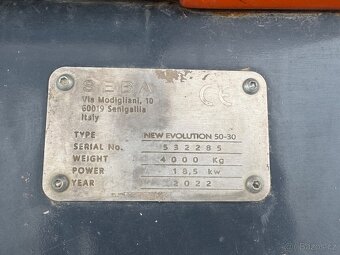 SEBA
Via Modigliani, 10
60019 Senigallia
Italy
CE
TYPE NEW EVOLUTION 50-30
SERIAL No. 532285
WEIGHT 4000 Kg
POWER 18,5 kw
YEAR 2022